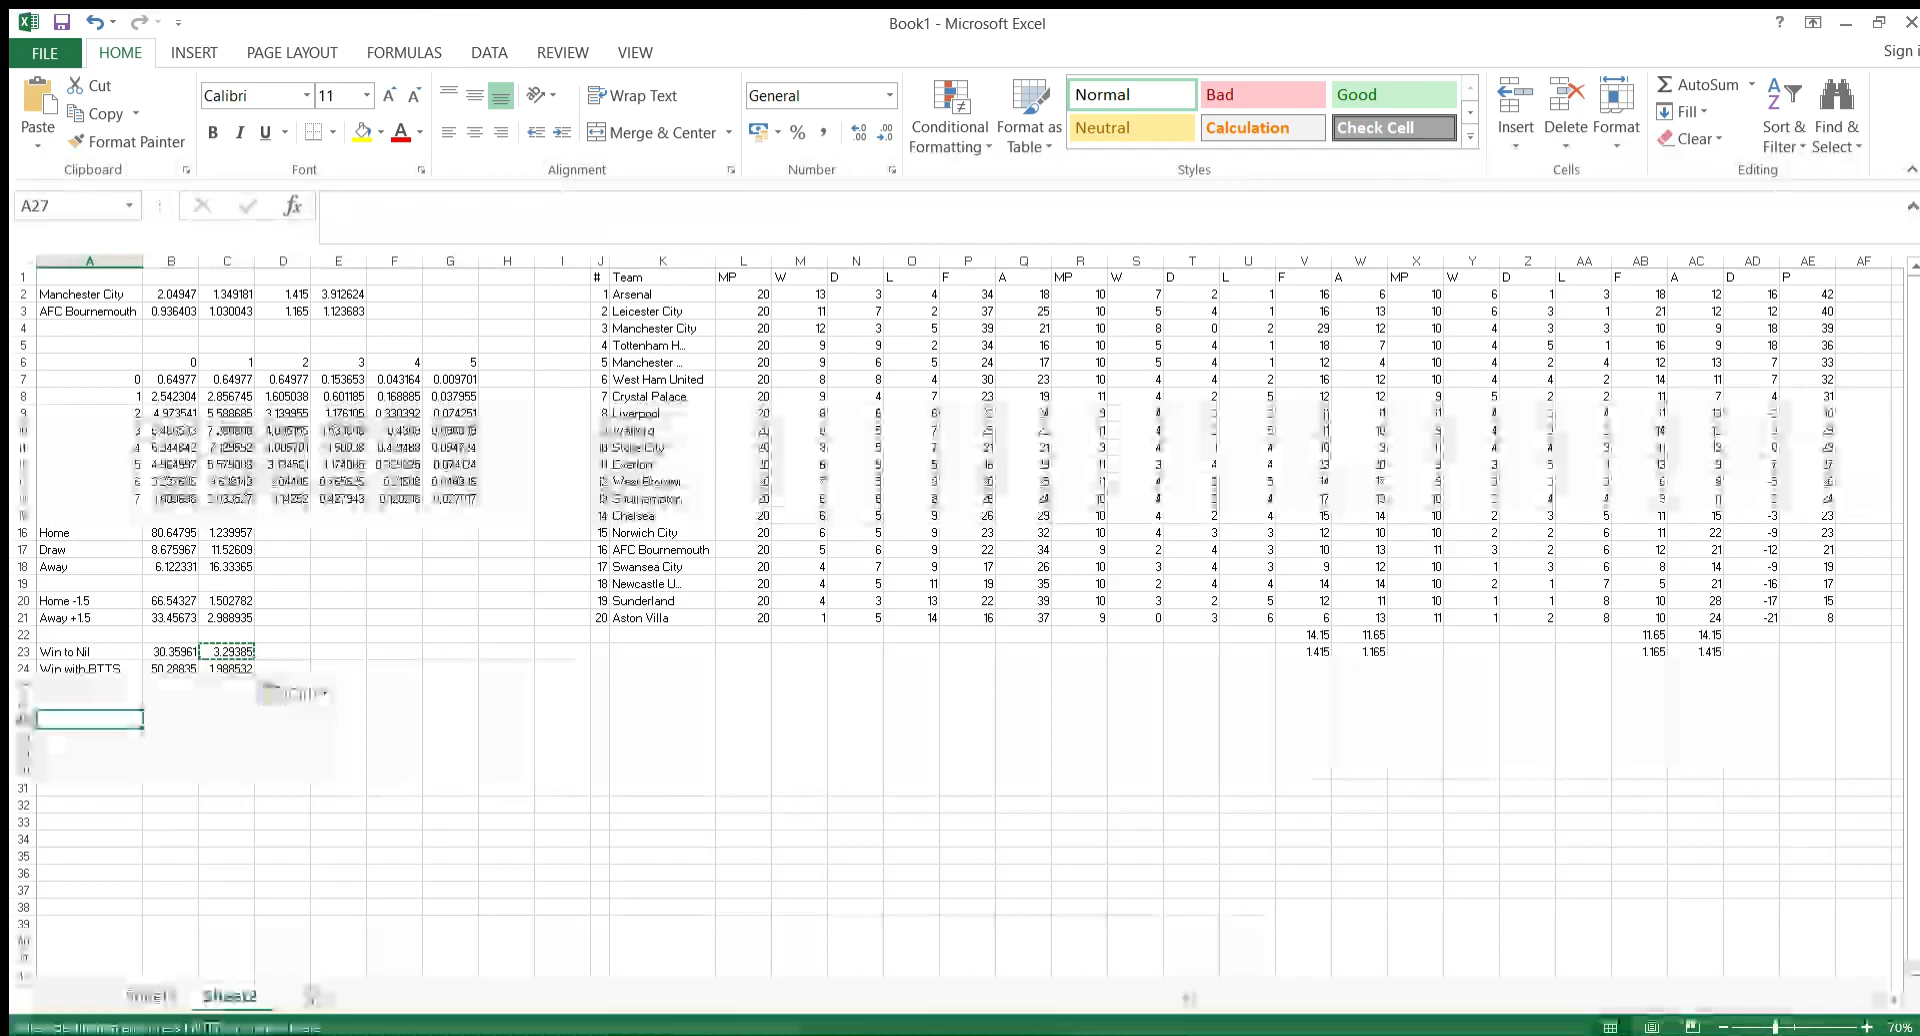 Book1 - Microsoft Excel
?
FILE HOME INSERT PAGE LAYOUT FORMULAS DATA REVIEW VIEW
Sign i
Paste
Cut
Copy
Format Painter
Calibri 11
B I U
Wrap Text
Merge & Center
General
%
Conditional Formatting
Format as Table
Normal Bad Good
Neutral Calculation Check Cell
Insert Delete Format
AutoSum
Fill
Clear
Sort & Filter
Find & Select
Clipboard Font Alignment Number Styles Cells Editing
A27 fx
A B C D E F G H I J K L M N O P Q R S T U V W X Y Z AA AB AC AD AE AF
1 # Team MP W D L F A MP W D L F A MP W D L F A D P
2 Manchester City 2.04947 1.349181 1.415 3.912624 1 Arsenal 20 13 3 4 34 18 10 7 2 1 16 6 10 6 1 3 18 12 16 42
3 AFC Bournemouth 0.936403 1.030043 1.165 1.123683 2 Leicester City 20 11 7 2 37 25 10 5 4 1 16 13 10 6 3 1 21 12 12 40
4 3 Manchester City 20 12 3 5 39 21 10 8 0 2 29 12 10 4 3 3 10 9 18 39
5 4 Tottenham H... 20 9 9 2 34 16 10 5 4 1 18 7 10 4 5 1 16 9 18 36
6 0 1 2 3 4 5 5 Manchester ... 20 9 6 5 24 17 10 5 4 1 12 4 10 4 2 4 12 13 7 33
7 0 0.64977 0.64977 0.64977 0.153653 0.043164 0.009701 6 West Ham United 20 8 8 4 30 23 10 4 4 2 16 12 10 4 4 2 14 11 7 32
8 1 2.542304 2.856745 1.605038 0.601185 0.168885 0.037955 7 Crystal Palace 20 9 4 7 23 19 11 4 2 5 12 12 9 5 2 2 11 7 4 31
2 4.973541 5.588685 3.139955 1.176105 0.330392 0.074251 8 Liverpool
Stoke City
Everton
Southampton
14 Chelsea 20 6 5 9 26 29 10 4 2 4 15 14 10 2 3 5 11 15 -3 23
16 Home 80.64795 1.239957 15 Norwich City 20 6 5 9 23 32 10 4 3 3 12 10 10 2 2 6 11 22 -9 23
17 Draw 8.675967 11.52609 16 AFC Bournemouth 20 5 6 9 22 34 9 2 4 3 10 13 11 3 2 6 12 21 -12 21
18 Away 6.122331 16.33365 17 Swansea City 20 4 7 9 17 26 10 3 4 3 9 12 10 1 3 6 8 14 -9 19
19 18 Newcastle U... 20 4 5 11 19 35 10 2 4 4 14 14 10 2 1 7 5 21 -16 17
20 Home -1.5 66.54327 1.502782 19 Sunderland 20 4 3 13 22 39 10 3 2 5 12 11 10 1 1 8 10 28 -17 15
21 Away +1.5 33.45673 2.988935 20 Aston Villa 20 1 5 14 16 37 9 0 3 6 6 13 11 1 2 8 10 24 -21 8
22 14.15 11.65 11.65 14.15
23 Win to Nil 30.35961 3.29385 1.415 1.165 1.165 1.415
24 Win with BTTS 50.28835 1.988532
31
32
33
34
35
36
37
38
39
Sheet2
70%